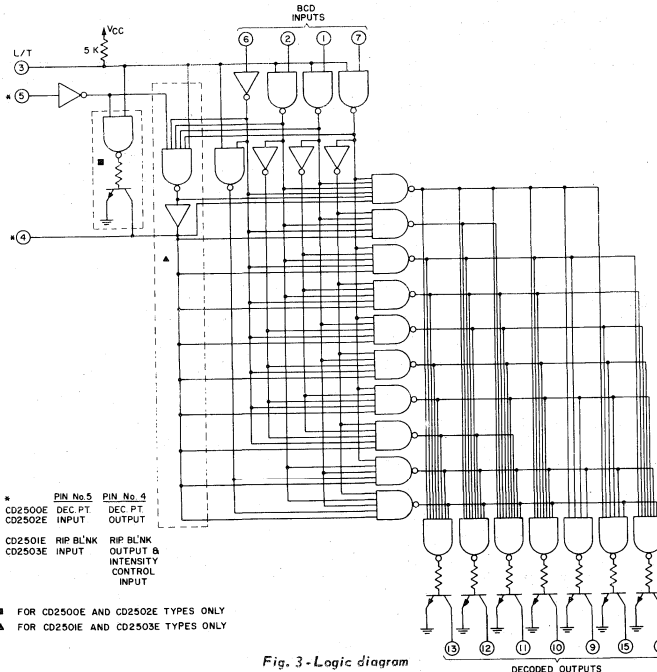 BCD
INPUTS
VCC
5 K
6
2
1
7
L/T
3
* 5
■
* 4
▲
* PIN No.5 PIN No. 4
CD2500E DEC. PT. DEC. PT.
CD2502E INPUT OUTPUT
CD2501E RIP BL'NK RIP BL'NK
CD2503E INPUT OUTPUT &
INTENSITY
CONTROL
INPUT
■ FOR CD2500E AND CD2502E TYPES ONLY
▲ FOR CD2501E AND CD2503E TYPES ONLY
13
12
11
10
9
15
Fig. 3 - Logic diagram
DECODED OUTPUTS